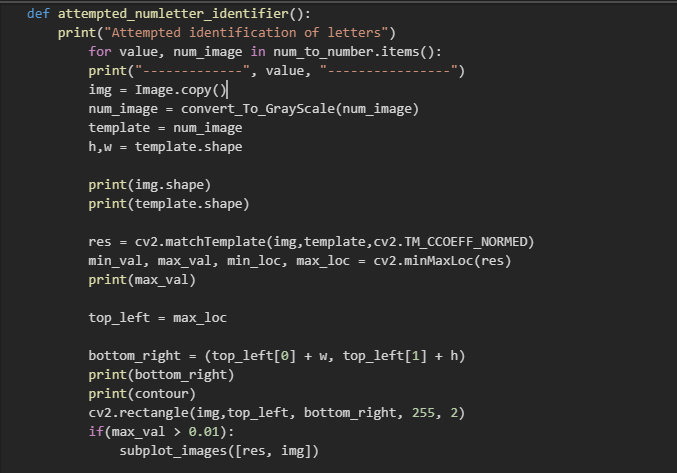 def attempted_numletter_identifier():
    print("Attempted identification of letters")
        for value, num_image in num_to_number.items():
        print("-------------", value, "----------------")
        img = Image.copy()
        num_image = convert_To_GrayScale(num_image)
        template = num_image
        h,w = template.shape

        print(img.shape)
        print(template.shape)

        res = cv2.matchTemplate(img,template,cv2.TM_CCOEFF_NORMED)
        min_val, max_val, min_loc, max_loc = cv2.minMaxLoc(res)
        print(max_val)

        top_left = max_loc

        bottom_right = (top_left[0] + w, top_left[1] + h)
        print(bottom_right)
        print(contour)
        cv2.rectangle(img,top_left, bottom_right, 255, 2)
        if(max_val > 0.01):
            subplot_images([res, img])